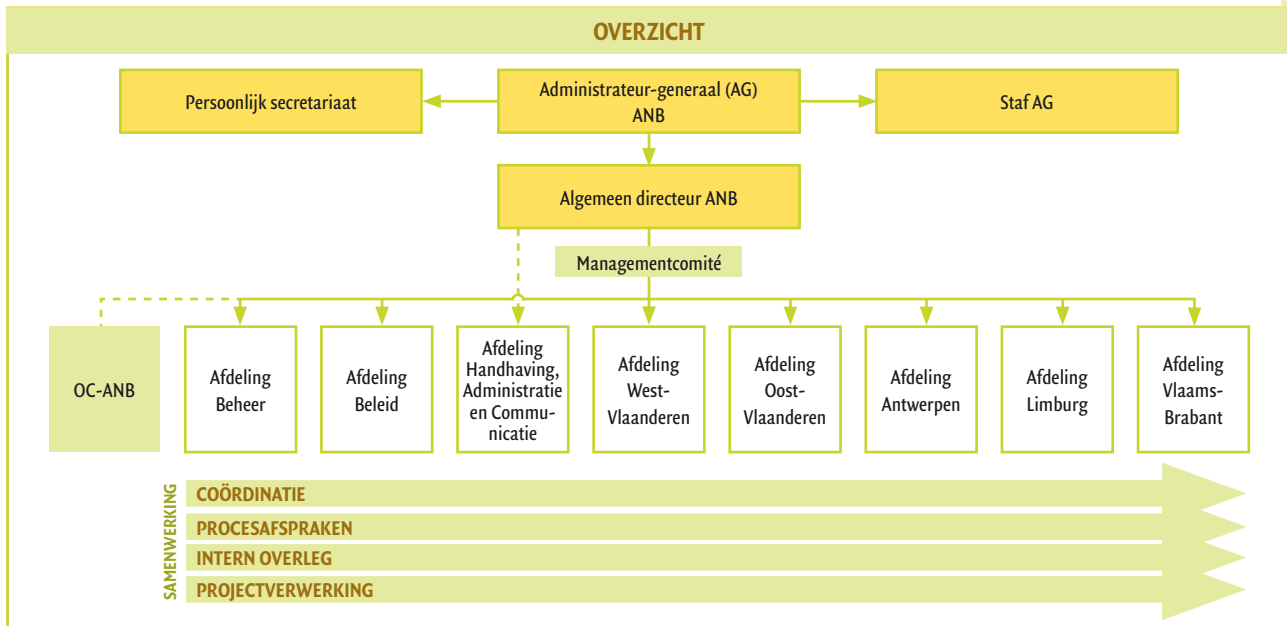 OVERZICHT
Persoonlijk secretariaat
Administrateur-generaal (AG)
ANB
Staf AG
Algemeen directeur ANB
Managementcomité
OC-ANB
Afdeling
Beheer
Afdeling
Beleid
Afdeling
Handhaving,
Administratie
en Commu-
nicatie
Afdeling
West-
Vlaanderen
Afdeling
Oost-
Vlaanderen
Afdeling
Antwerpen
Afdeling
Limburg
Afdeling
Vlaams-
Brabant
SAMENWERKING
COÖRDINATIE
PROCESAFSPRAKEN
INTERN OVERLEG
PROJECTVERWERKING